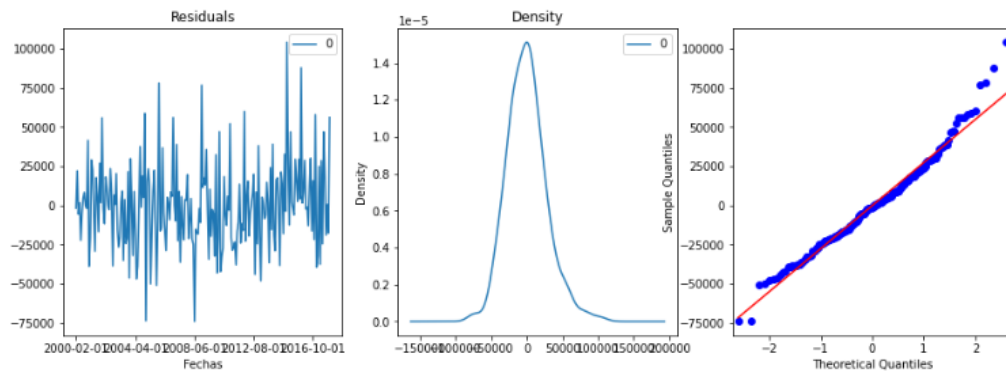 Residuals
0
100000
75000
50000
25000
0
−25000
−50000
−75000
2000-02-01 2004-04-01 2008-06-01 2012-08-01 2016-10-01
Fechas
Density
1e−5
0
1.4
1.2
1.0
0.8
0.6
0.4
0.2
0.0
Density
−150000 −100000 −50000 0 50000 100000 150000 200000
100000
75000
50000
25000
0
−25000
−50000
−75000
Sample Quantiles
−2 −1 0 1 2
Theoretical Quantiles